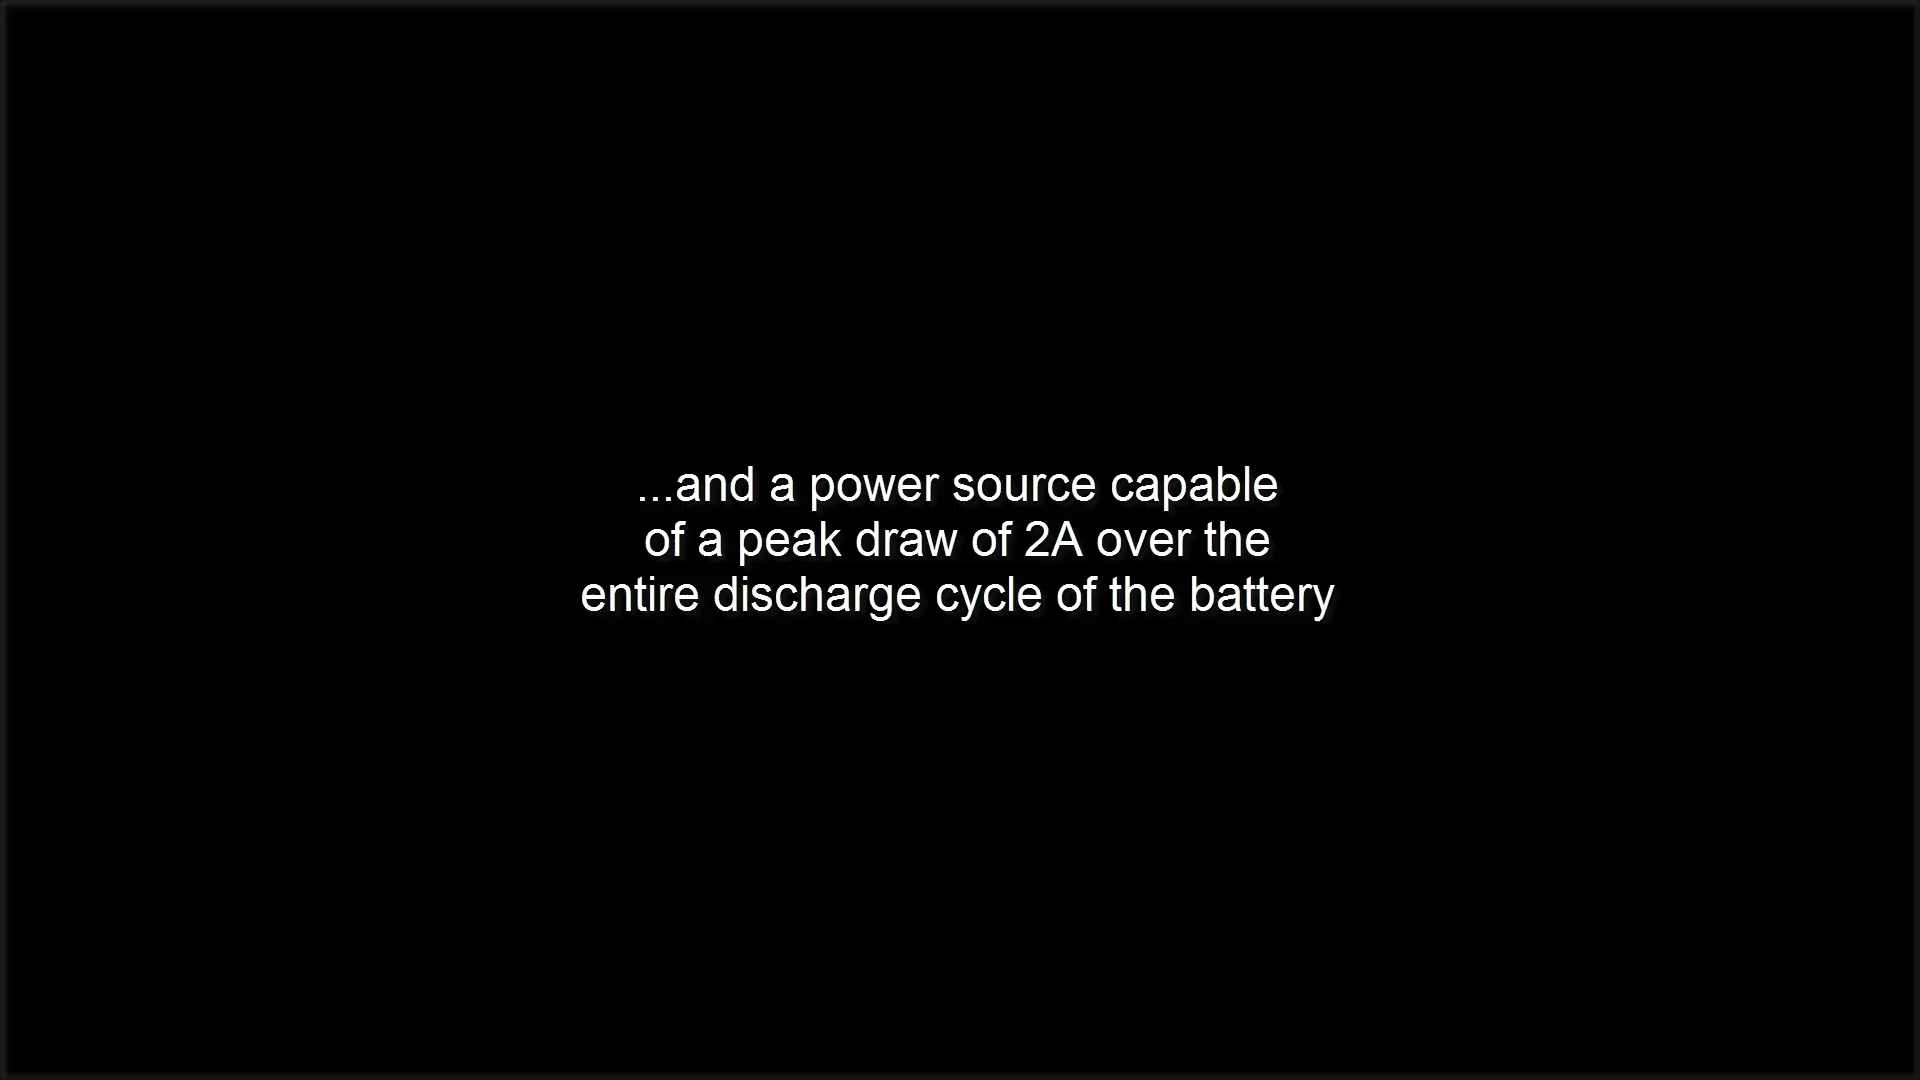 ...and a power source capable
of a peak draw of 2A over the
entire discharge cycle of the battery